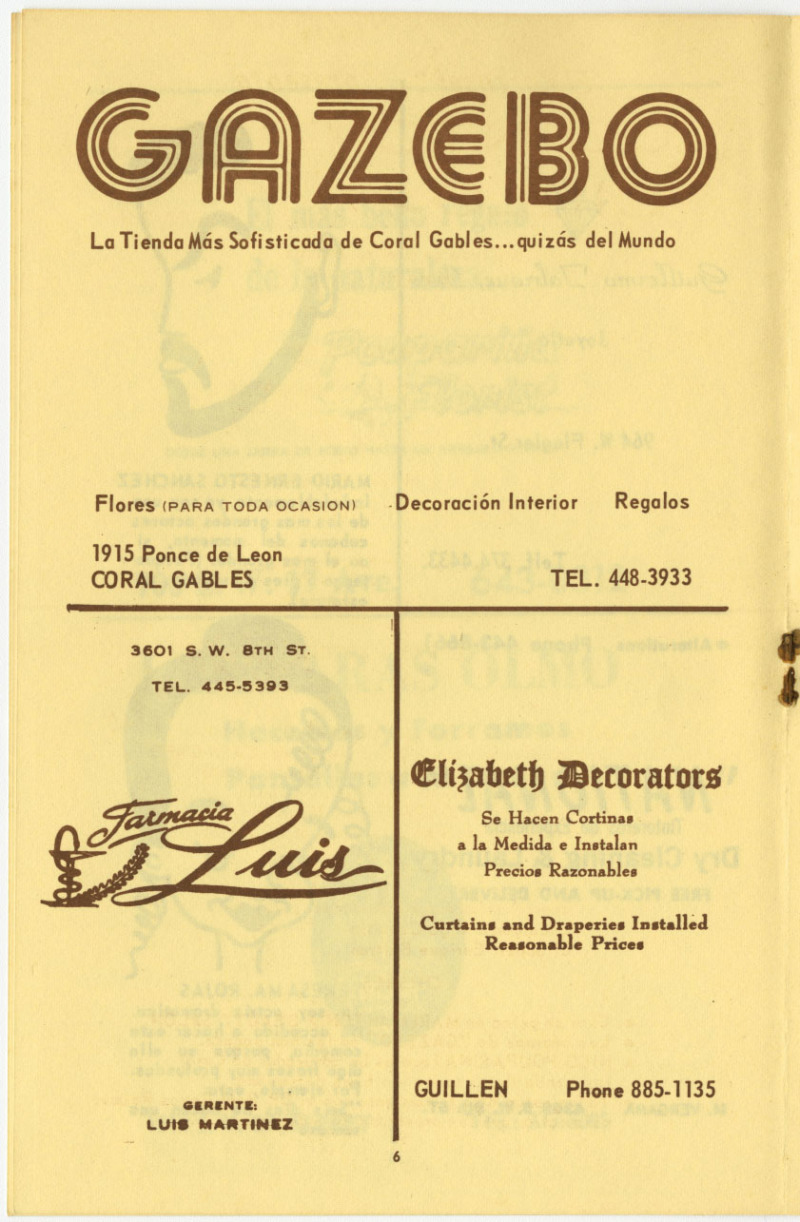 GAZEBO
La Tienda Más Sofisticada de Coral Gables...quizás del Mundo
Flores (PARA TODA OCASION) Decoración Interior Regalos
1915 Ponce de Leon
CORAL GABLES TEL. 448-3933
3601 S. W. 8TH ST.
TEL. 445-5393
Farmacia
Luis
GERENTE:
LUIS MARTINEZ
Elizabeth Decorators
Se Hacen Cortinas
a la Medida e Instalan
Precios Razonables
Curtains and Draperies Installed
Reasonable Prices
GUILLEN Phone 885-1135
6